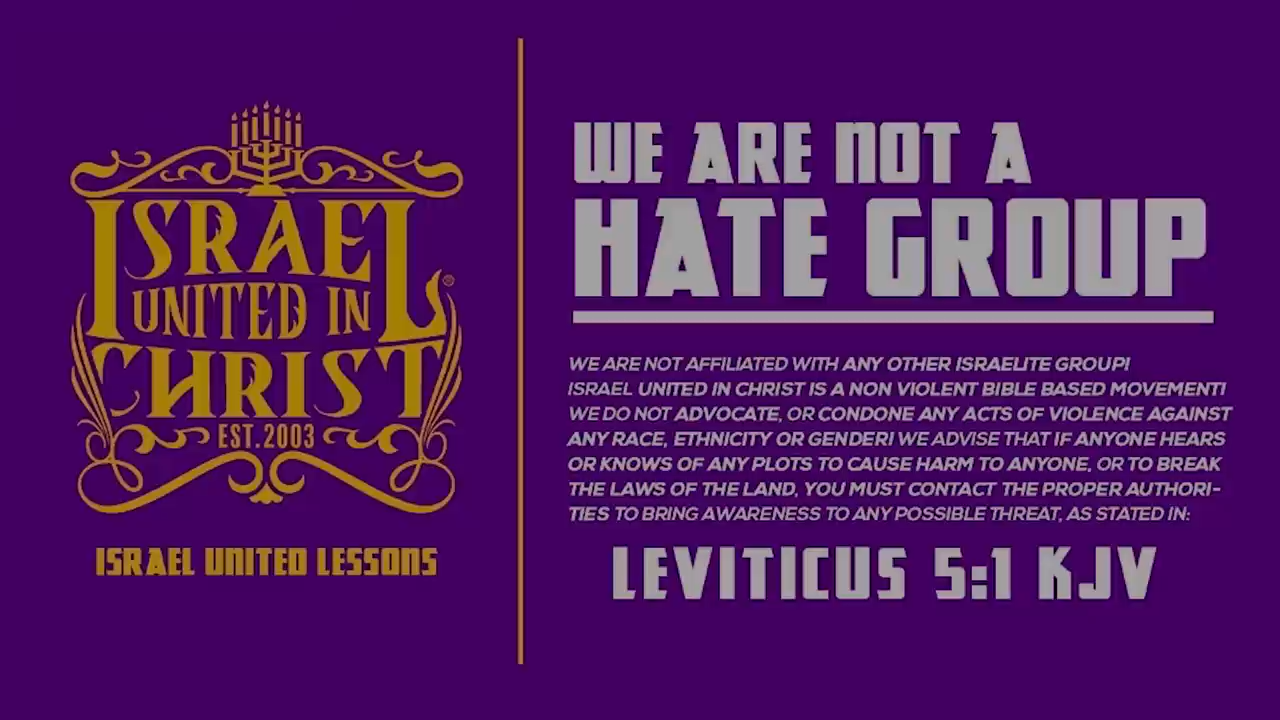 ISRAEL
UNITED IN
CHRIST
EST.2003
ISRAEL UNITED LESSONS
WE ARE NOT A
HATE GROUP
WE ARE NOT AFFILIATED WITH ANY OTHER ISRAELITE GROUP!
ISRAEL UNITED IN CHRIST IS A NON VIOLENT BIBLE BASED MOVEMENT!
WE DO NOT ADVOCATE, OR CONDONE ANY ACTS OF VIOLENCE AGAINST
ANY RACE, ETHNICITY OR GENDER! WE ADVISE THAT IF ANYONE HEARS
OR KNOWS OF ANY PLOTS TO CAUSE HARM TO ANYONE, OR TO BREAK
THE LAWS OF THE LAND, YOU MUST CONTACT THE PROPER AUTHORI-
TIES TO BRING AWARENESS TO ANY POSSIBLE THREAT, AS STATED IN:
LEVITICUS 5:1 KJV